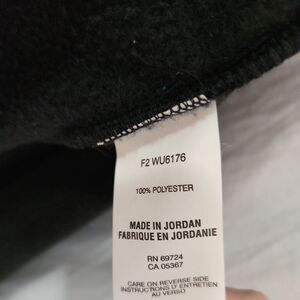 F2 WU6176
100% POLYESTER
MADE IN JORDAN
FABRIQUE EN JORDANIE
RN 69724
CA 05367
CARE ON REVERSE SIDE
INSTRUCTIONS D'ENTRETIEN
AU VERSO